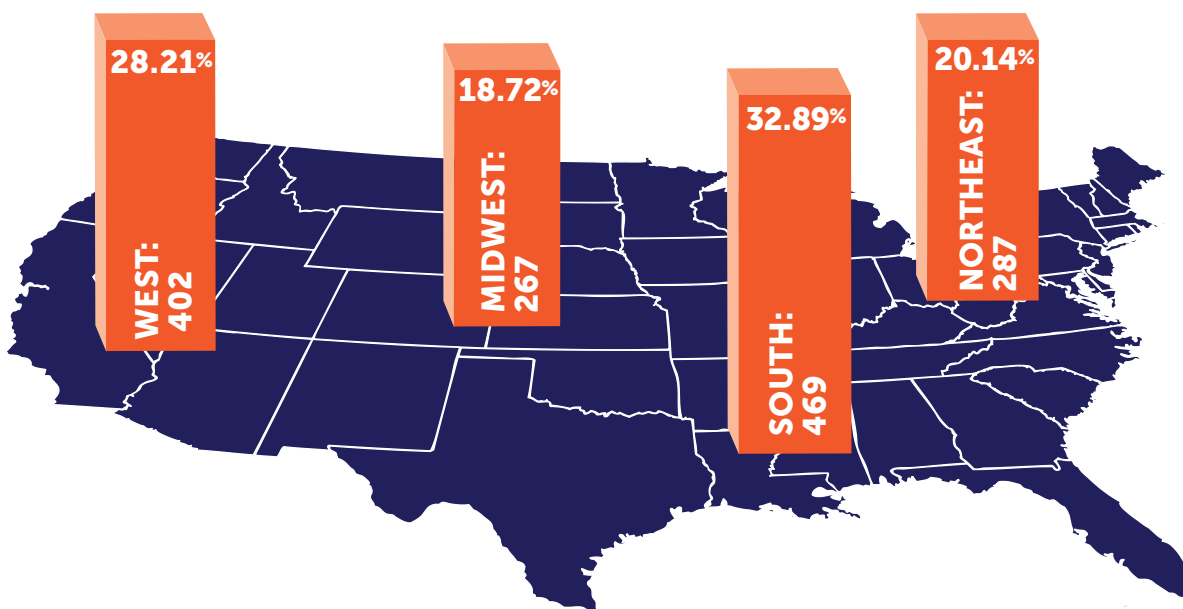 28.21%
WEST:
402
18.72%
MIDWEST:
267
32.89%
SOUTH:
469
20.14%
NORTHEAST:
287